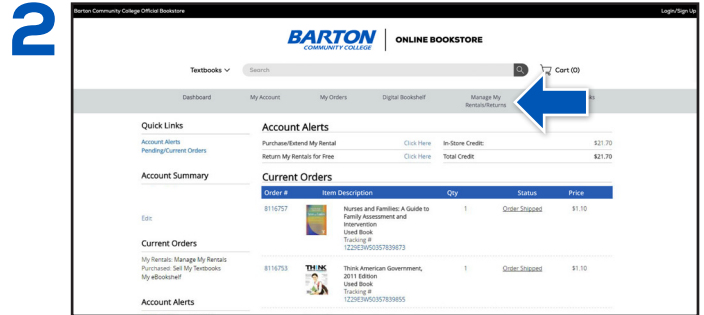 2
Barton Community College Official Bookstore
Login/Sign Up
BARTON
COMMUNITY COLLEGE
ONLINE BOOKSTORE
Textbooks
Search
Cart (0)
Dashboard
My Account
My Orders
Digital Bookshelf
Manage My
Rentals/Returns
Quick Links
Account Alerts
Pending/Current Orders
Account Summary
Edit
Current Orders
My Rentals: Manage My Rentals
Purchased: Sell My Textbooks
My eBookshelf
Account Alerts
Account Alerts
Purchase/Extend My Rental Click Here In-Store Credit: $21.70
Return My Rentals for Free Click Here Total Credit $21.70
Current Orders
Order # Item Description Qty Status Price
8116757 Nurses and Families: A Guide to 1 Order Shipped $1.10
Family Assessment and
Intervention
Used Book
Tracking #
1Z29E3W50357839873
8116753 THINK Think American Government, 1 Order Shipped $1.10
2011 Edition
Used Book
Tracking #
1Z29E3W50357839855